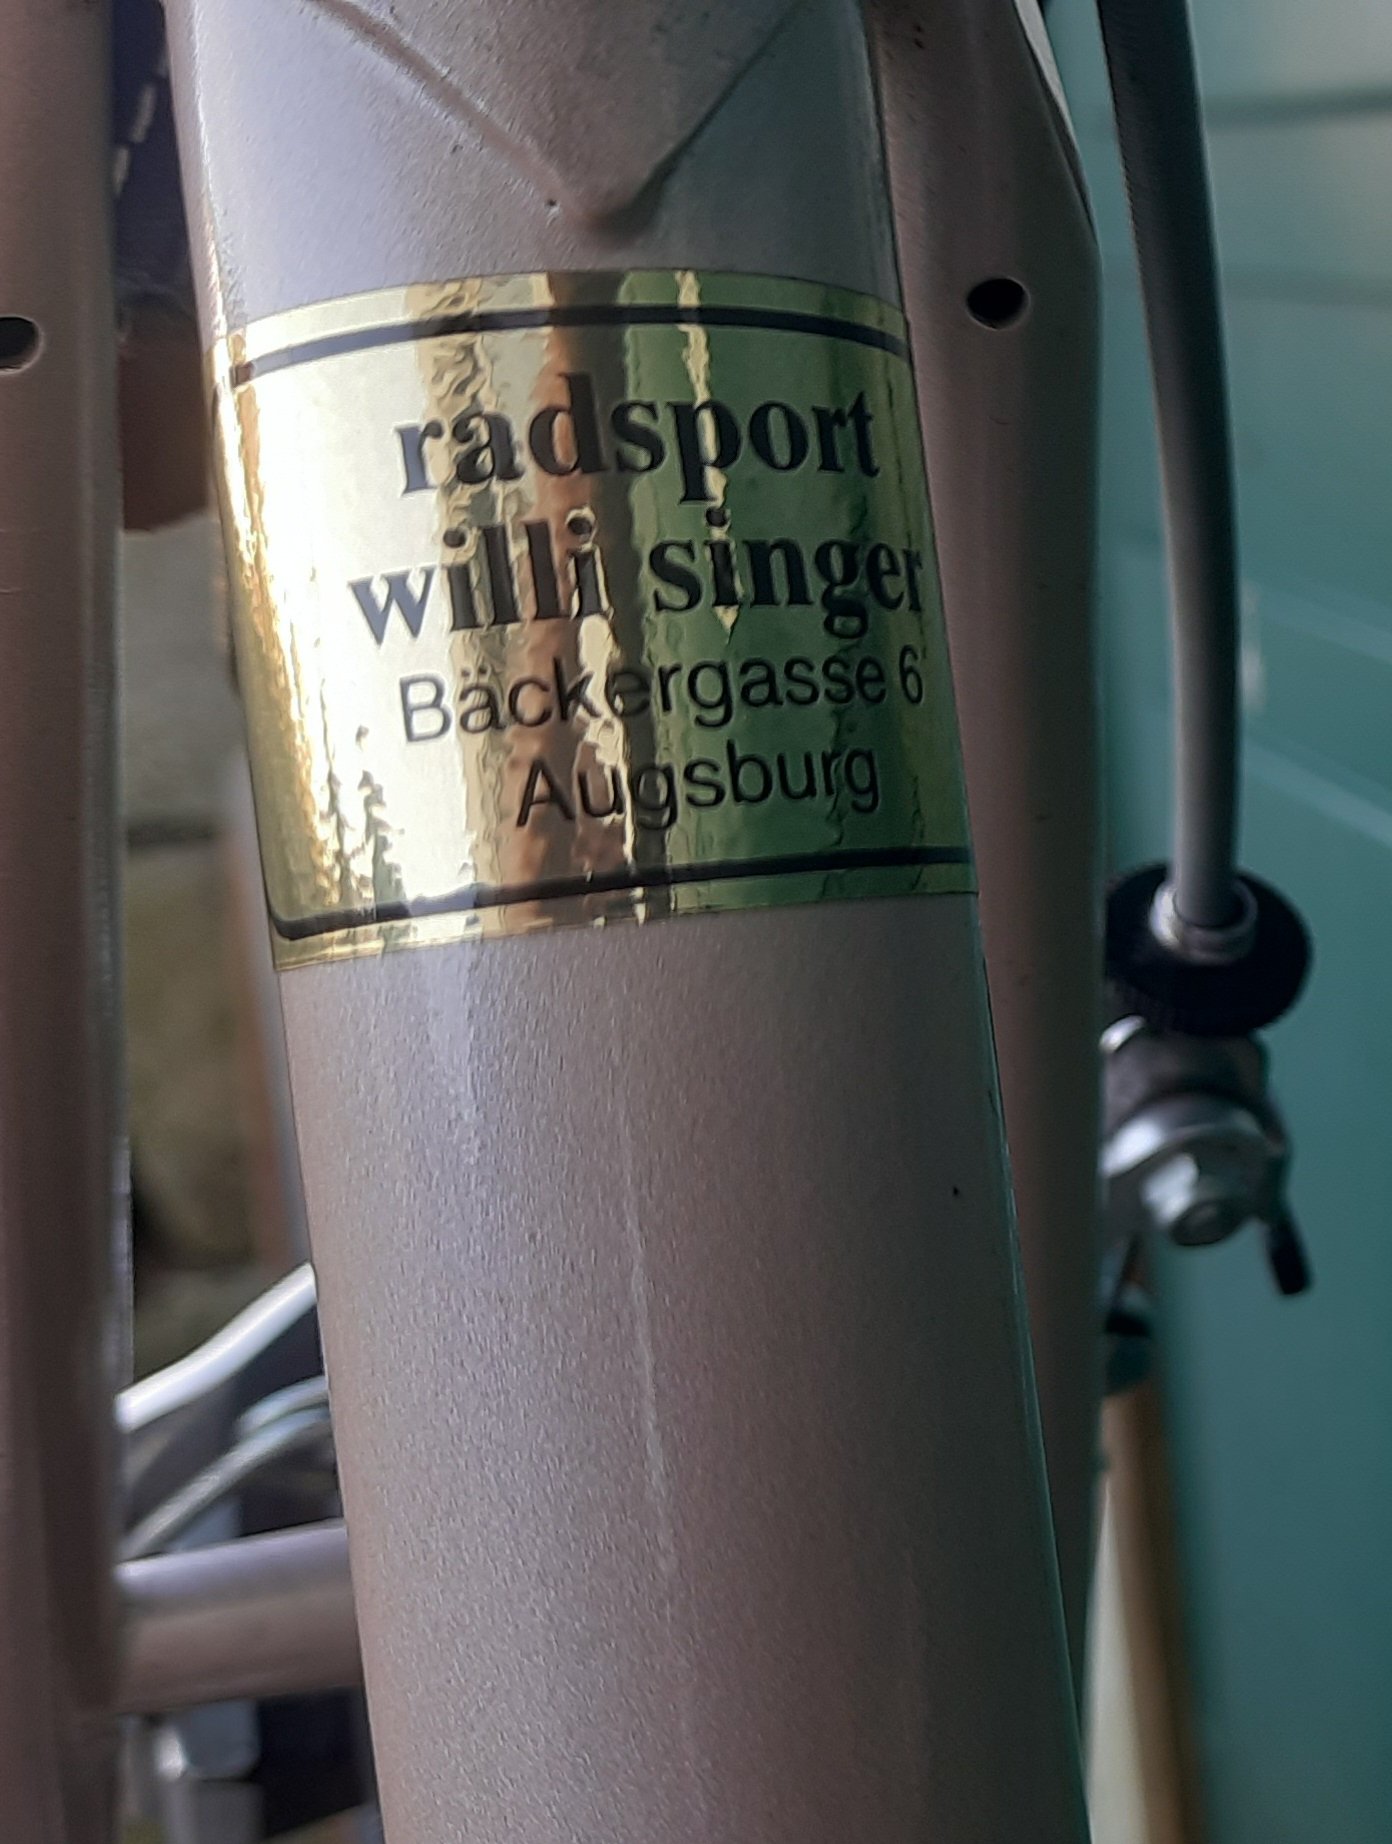 radsport
willi singer
Bäckergasse 6
Augsburg